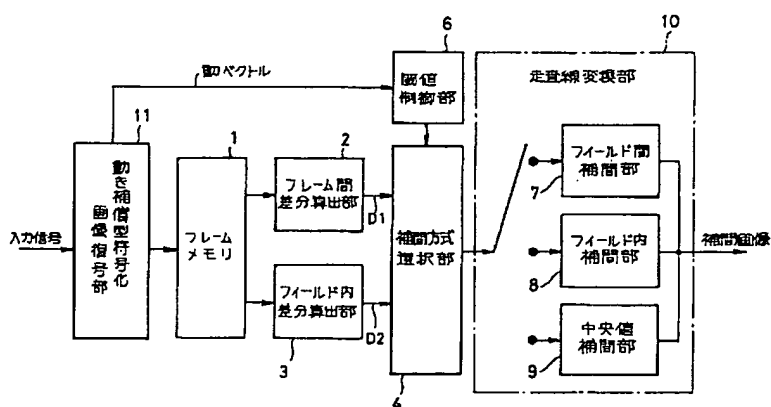 6
10
動ベクトル
閾値
制御部
走査線変換部
11
1
2
動き補償型符号化
画像復号部
フレーム
メモリ
フレーム間
差分算出部
D1
補間方式
選択部
フィールド間
補間部
7
入力信号
フィールド内
補間部
8
補間画像
フィールド内
差分算出部
D2
3
中央値
補間部
9